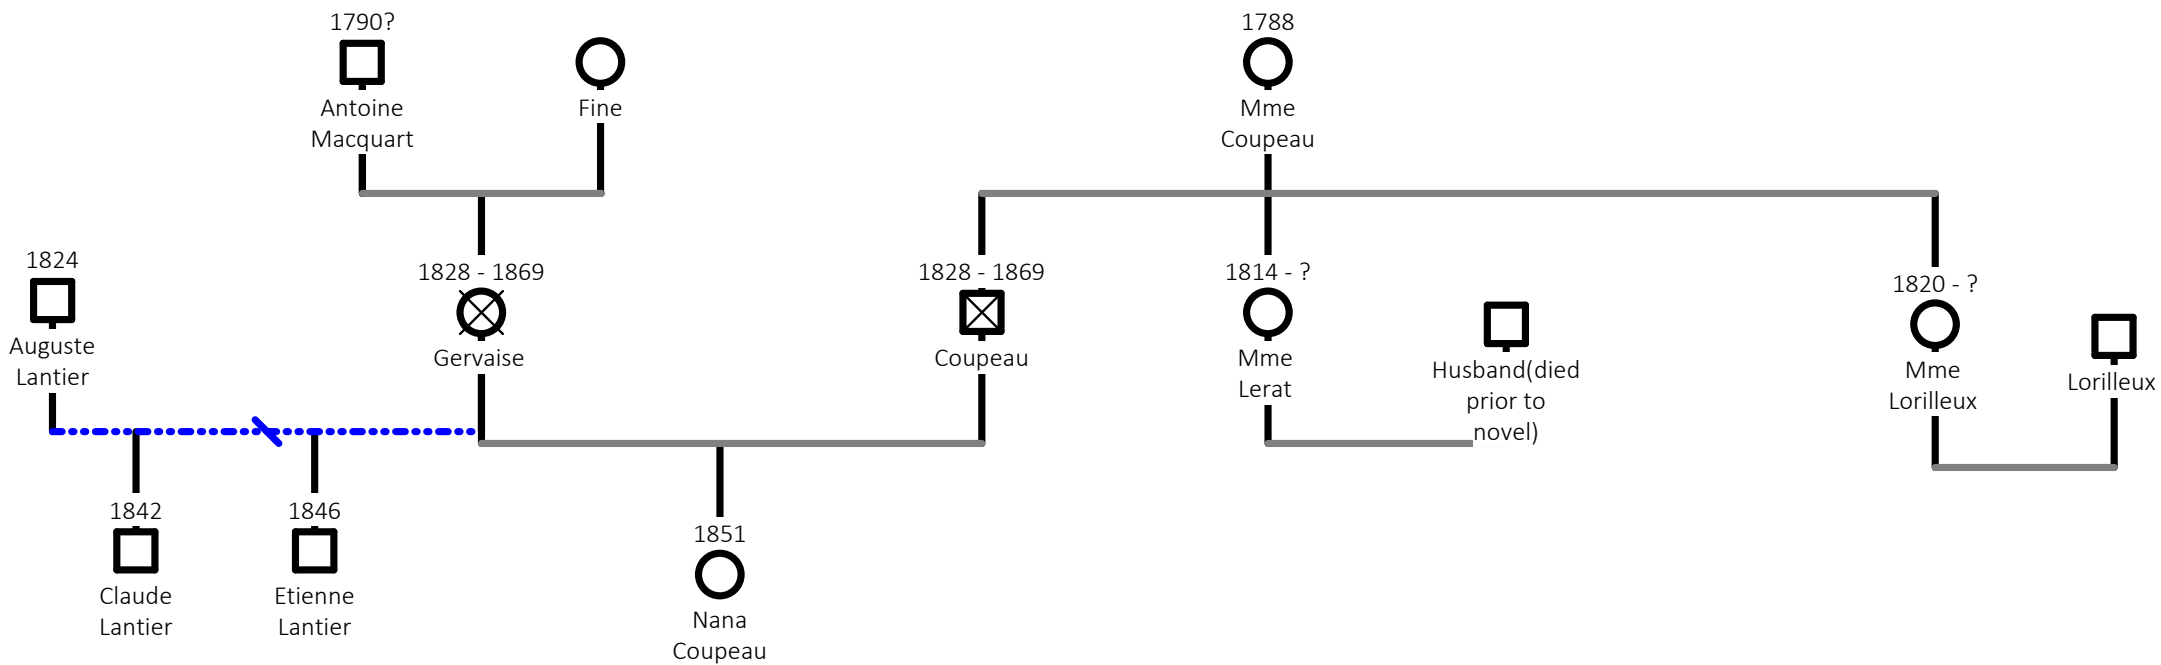 1790?
Antoine
Macquart
Fine
1788
Mme
Coupeau
1824
Auguste
Lantier
1828 - 1869
Gervaise
1828 - 1869
Coupeau
1814 - ?
Mme
Lerat
Husband(died
prior to
novel)
1820 - ?
Mme
Lorilleux
Lorilleux
1842
Claude
Lantier
1846
Etienne
Lantier
1851
Nana
Coupeau